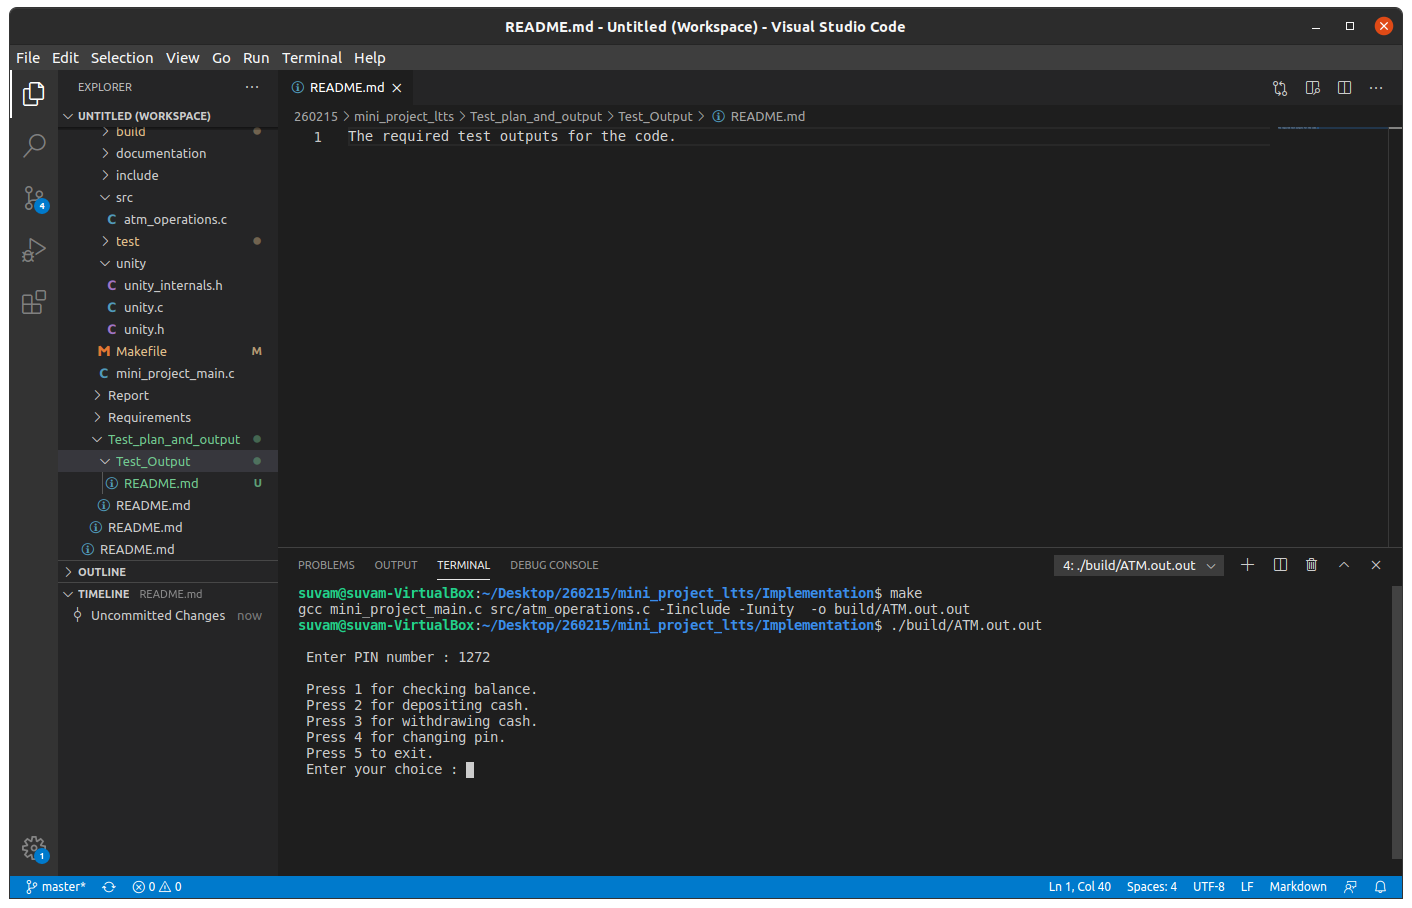 README.md - Untitled (Workspace) - Visual Studio Code
File Edit Selection View Go Run Terminal Help
EXPLORER
UNTITLED (WORKSPACE)
build
documentation
include
src
atm_operations.c
test
unity
unity_internals.h
unity.c
unity.h
Makefile M
mini_project_main.c
Report
Requirements
Test_plan_and_output
Test_Output
README.md U
README.md
README.md
README.md
OUTLINE
TIMELINE README.md
Uncommitted Changes now
4
1
README.md
260215 > mini_project_ltts > Test_plan_and_output > Test_Output > README.md
1 The required test outputs for the code.
PROBLEMS OUTPUT TERMINAL DEBUG CONSOLE 4: ./build/ATM.out.out
suvam@suvam-VirtualBox:~/Desktop/260215/mini_project_ltts/Implementation$ make
gcc mini_project_main.c src/atm_operations.c -Iinclude -Iunity  -o build/ATM.out.out
suvam@suvam-VirtualBox:~/Desktop/260215/mini_project_ltts/Implementation$ ./build/ATM.out.out
Enter PIN number : 1272
Press 1 for checking balance.
Press 2 for depositing cash.
Press 3 for withdrawing cash.
Press 4 for changing pin.
Press 5 to exit.
Enter your choice :
master* 0 0 Ln 1, Col 40 Spaces: 4 UTF-8 LF Markdown